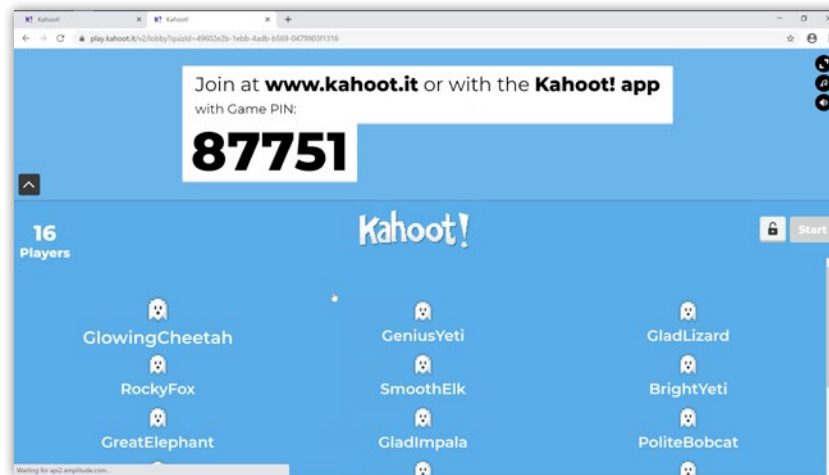 Kahoot!
Kahoot!
play.kahoot.it/v2/lobby?quizId=49602e2b-1ebb-4adb-b569-0479903f1316
Join at www.kahoot.it or with the Kahoot! app
with Game PIN:
87751
16
Players
Kahoot!
Start
GlowingCheetah
GeniusYeti
GladLizard
RockyFox
SmoothElk
BrightYeti
GreatElephant
GladImpala
PoliteBobcat
Waiting for api2.amplitude.com...